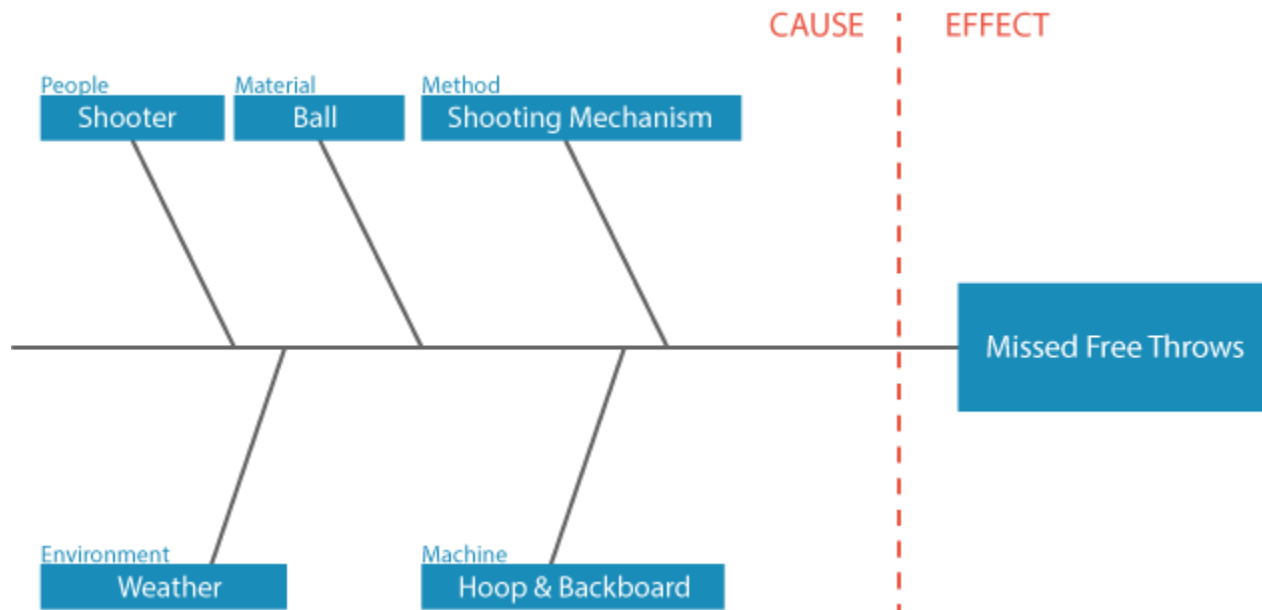 CAUSE
EFFECT
People
Shooter
Material
Ball
Method
Shooting Mechanism
Missed Free Throws
Environment
Weather
Machine
Hoop & Backboard